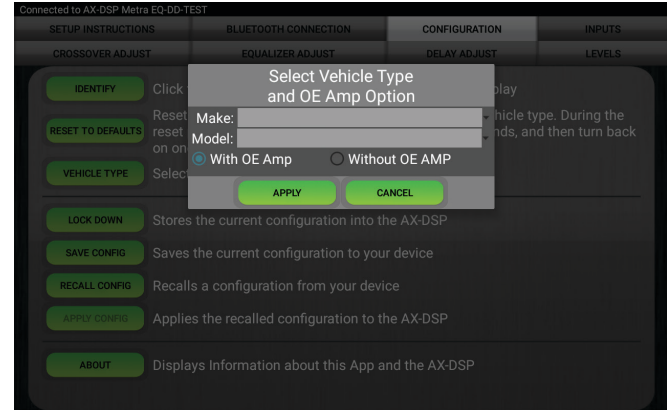 Connected to AX-DSP Metra EQ-DD-TEST
SETUP INSTRUCTIONS BLUETOOTH CONNECTION CONFIGURATION INPUTS
CROSSOVER ADJUST EQUALIZER ADJUST DELAY ADJUST LEVELS
Select Vehicle Type
and OE Amp Option
Make:
Model:
With OE Amp Without OE AMP
APPLY CANCEL
IDENTIFY Click play
Reset hicle type. During the
RESET TO DEFAULTS reset nds, and then turn back
on on
VEHICLE TYPE Select
LOCK DOWN Stores the current configuration into the AX-DSP
SAVE CONFIG Saves the current configuration to your device
RECALL CONFIG Recalls a configuration from your device
APPLY CONFIG Applies the recalled configuration to the AX-DSP
ABOUT Displays Information about this App and the AX-DSP